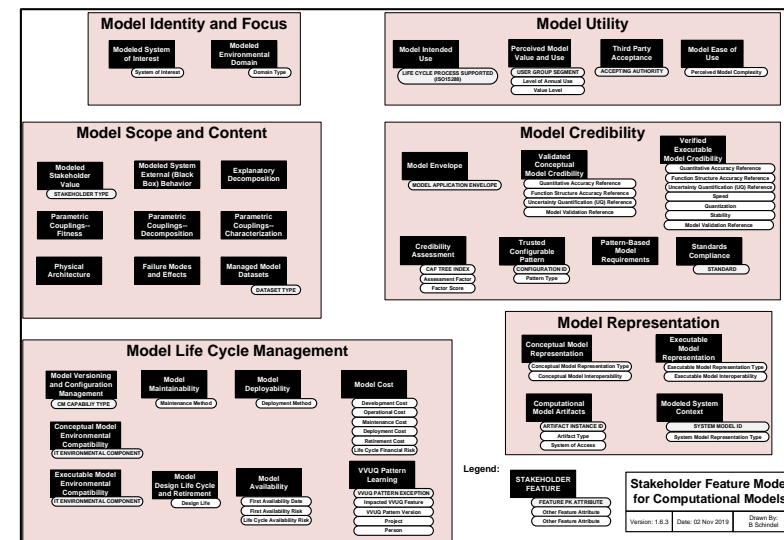 Model Identity and Focus
Modeled System
of Interest
System of Interest
Modeled
Environmental
Domain
Domain Type
Model Utility
Model Intended
Use
LIFE CYCLE PROCESS SUPPORTED
(ISO15288)
Perceived Model
Value and Use
USER GROUP SEGMENT
Level of Annual Use
Value Level
Third Party
Acceptance
ACCEPTING AUTHORITY
Model Ease of
Use
Perceived Model Complexity
Model Scope and Content
Modeled
Stakeholder
Value
STAKEHOLDER TYPE
Modeled System
External (Black
Box) Behavior
Explanatory
Decomposition
Parametric
Couplings--
Fitness
Parametric
Couplings--
Decomposition
Parametric
Couplings--
Characterization
Physical
Architecture
Failure Modes
and Effects
Managed Model
Datasets
DATASET TYPE
Model Credibility
Model Envelope
MODEL APPLICATION ENVELOPE
Validated
Conceptual
Model Credibility
Quantitative Accuracy Reference
Function Structure Accuracy Reference
Uncertainty Quantification (UQ) Reference
Model Validation Reference
Verified
Executable
Model Credibility
Quantitative Accuracy Reference
Function Structure Accuracy Reference
Uncertainty Quantification (UQ) Reference
Speed
Quantization
Stability
Model Validation Reference
Credibility
Assessment
CAF TREE INDEX
Assessment Factor
Factor Score
Trusted
Configurable
Pattern
CONFIGURATION ID
Pattern Type
Pattern-Based
Model
Requirements
Standards
Compliance
STANDARD
Model Life Cycle Management
Model Versioning
and Configuration
Management
CM CAPABILIY TYPE
Model
Maintainability
Maintenance Method
Model
Deployability
Deployment Method
Model Cost
Development Cost
Operational Cost
Maintenance Cost
Deployment Cost
Retirement Cost
Life Cycle Financial Risk
Conceptual Model
Environmental
Compatibility
IT ENVIRONMENTAL COMPONENT
Executable Model
Environmental
Compatibility
IT ENVIRONMENTAL COMPONENT
Model
Design Life Cycle
and Retirement
Design Life
Model
Availability
First Availability Date
First Availability Risk
Life Cycle Availability Risk
VVUQ Pattern
Learning
VVUQ PATTERN EXCEPTION
Impacted VVUQ Feature
VVUQ Pattern Version
Project
Person
Model Representation
Conceptual Model
Representation
Conceptual Model Representation Type
Conceptual Model Interoperability
Executable
Model
Representation
Executable Model Representation Type
Executable Model Interoperability
Computational
Model Artifacts
ARTIFACT INSTANCE ID
Artifact Type
System of Access
Modeled System
Context
SYSTEM MODEL ID
System Model Representation Type
Legend:
STAKEHOLDER
FEATURE
FEATURE PK ATTRIBUTE
Other Feature Attribute
Other Feature Attribute
Stakeholder Feature Mode
for Computational Models
Version: 1.6.3
Date: 02 Nov 2019
Drawn By:
B Schindel